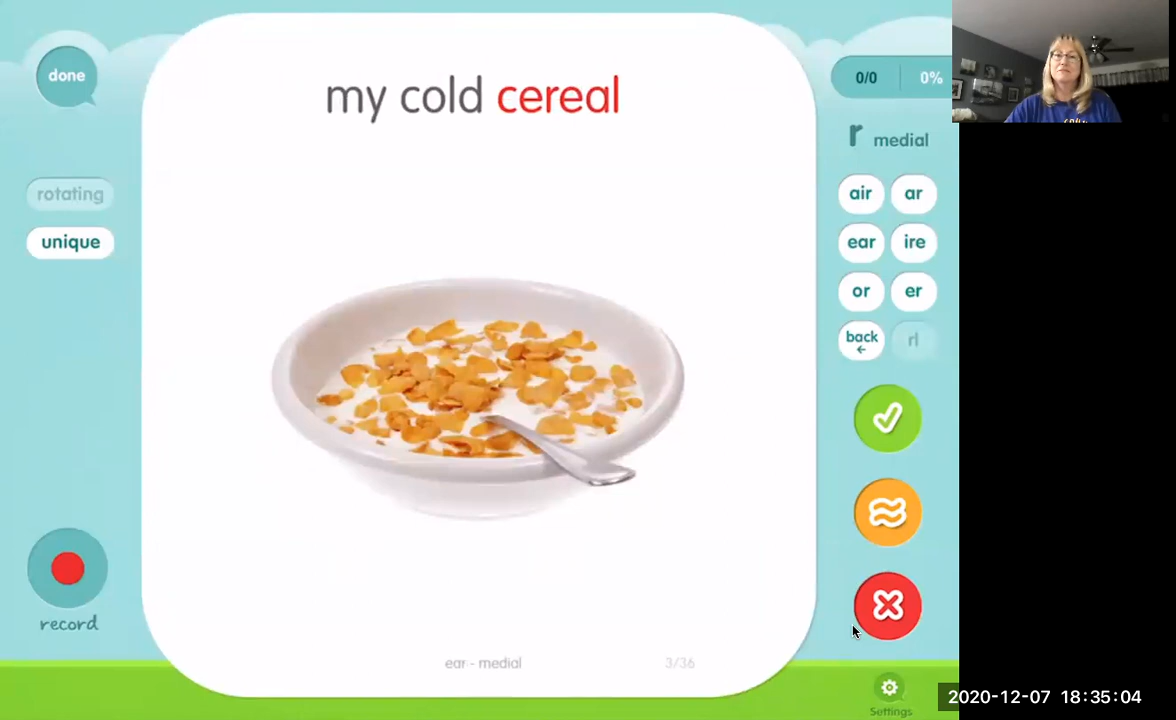 done
my cold cereal
0/0 0%
r medial
rotating
unique
air ar
ear ire
or er
back rl
record
ear - medial 3/36
Settings
2020-12-07 18:35:04